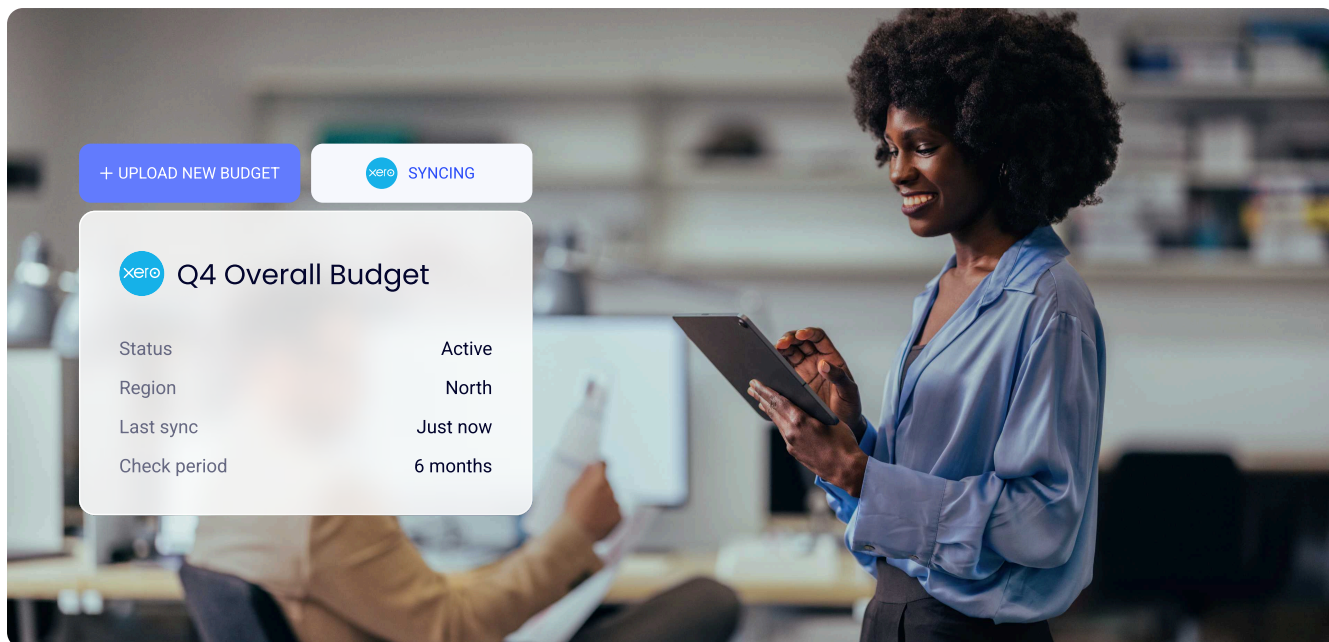 + UPLOAD NEW BUDGET
xero SYNCING
xero Q4 Overall Budget
Status Active
Region North
Last sync Just now
Check period 6 months